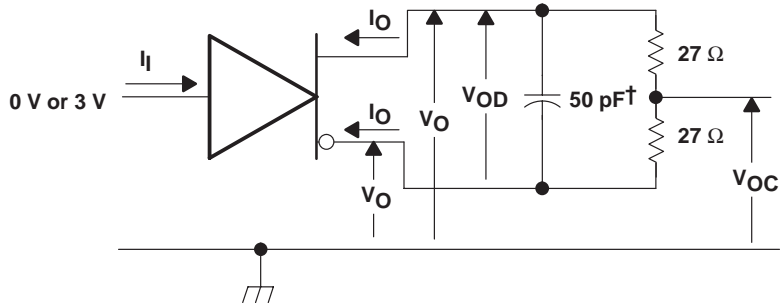 I_O
27 Ω
I_I
V_OD
50 pF†
0 V or 3 V
I_O
V_O
27 Ω
V_O
V_OC